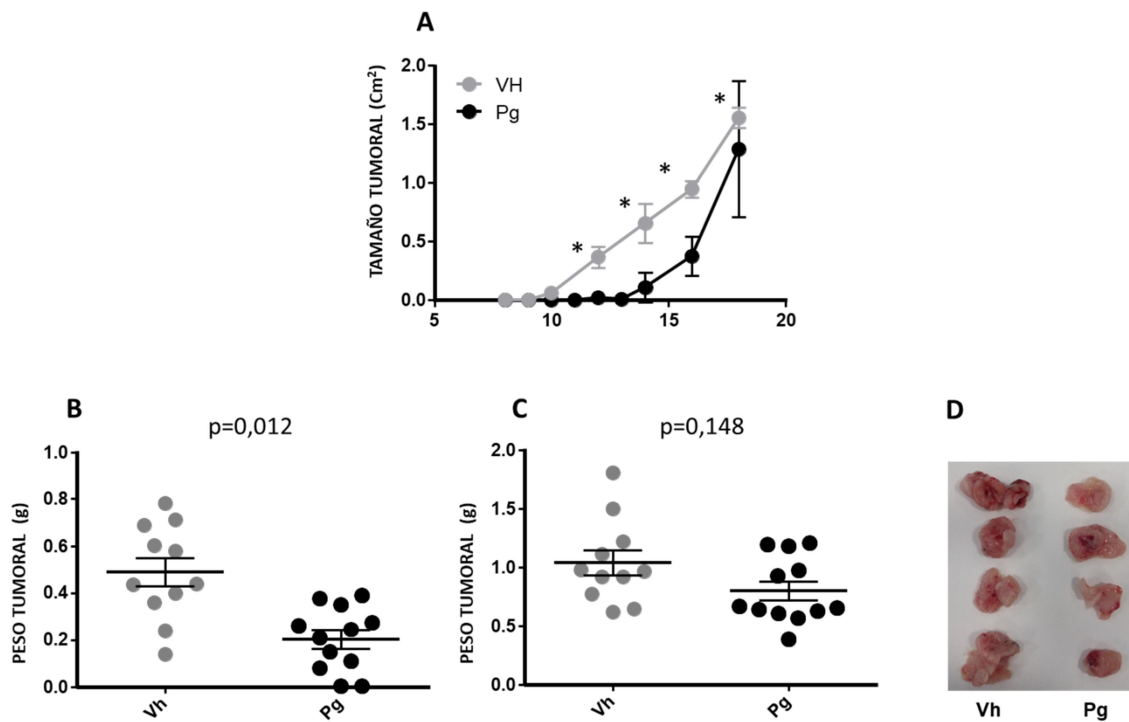 A
TAMAÑO TUMORAL (Cm²)
2.0
1.5
1.0
0.5
0.0
VH
Pg
*
*
*
*
5
10
15
20
B
p=0,012
PESO TUMORAL (g)
1.0
0.8
0.6
0.4
0.2
0.0
Vh
Pg
C
p=0,148
PESO TUMORAL (g)
2.0
1.5
1.0
0.5
0.0
Vh
Pg
D
Vh
Pg